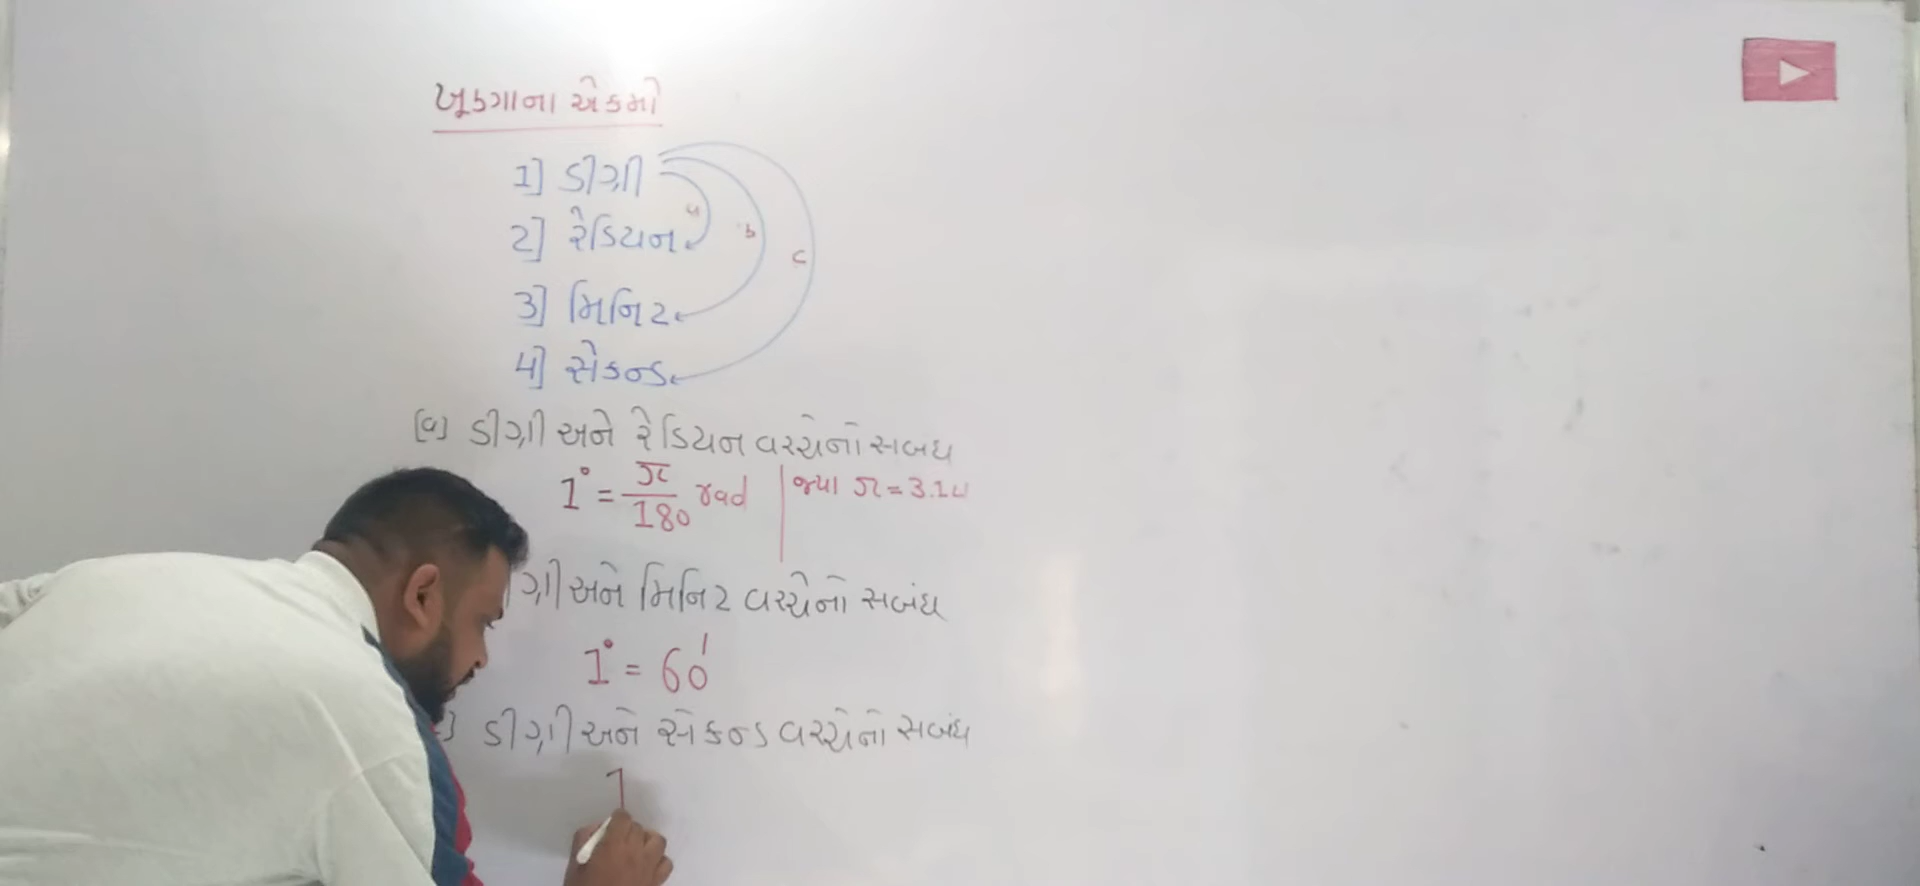 ખૂણાના એકમો
1] ડીગ્રી
2] રેડિયન
3] મિનિટ
4] સેકન્ડ
a
b
c
(a) ડીગ્રી અને રેડિયન વચ્ચેનો સબંધ
1° = π/180 rad | જ્યા π = 3.14
ગ્રી અને મિનિટ વચ્ચેનો સબંધ
1° = 60'
ડીગ્રી અને સેકન્ડ વચ્ચેનો સબંધ
1